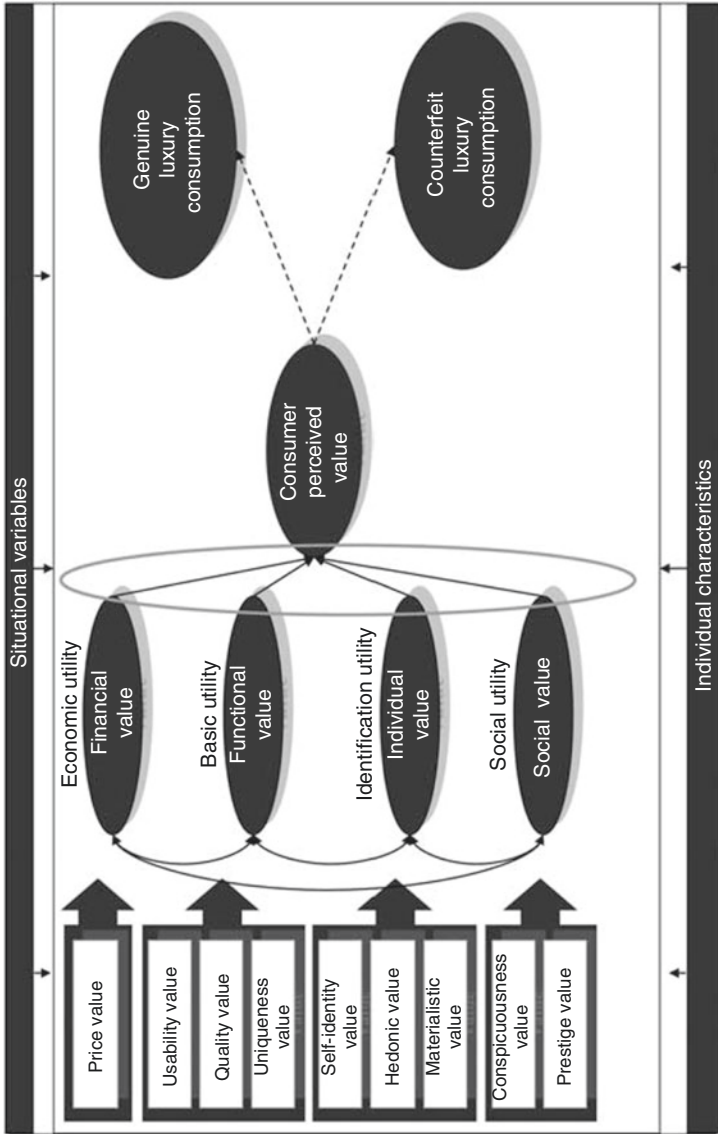 Situational variables
Price value
Usability value
Quality value
Uniqueness
value
Self-identity
value
Hedonic value
Materialistic
value
Conspicuousness
value
Prestige value
Economic utility
Financial
value
Basic utility
Functional
value
Identification utility
Individual
value
Social utility
Social value
Consumer
perceived
value
Genuine
luxury
consumption
Counterfeit
luxury
consumption
Individual characteristics